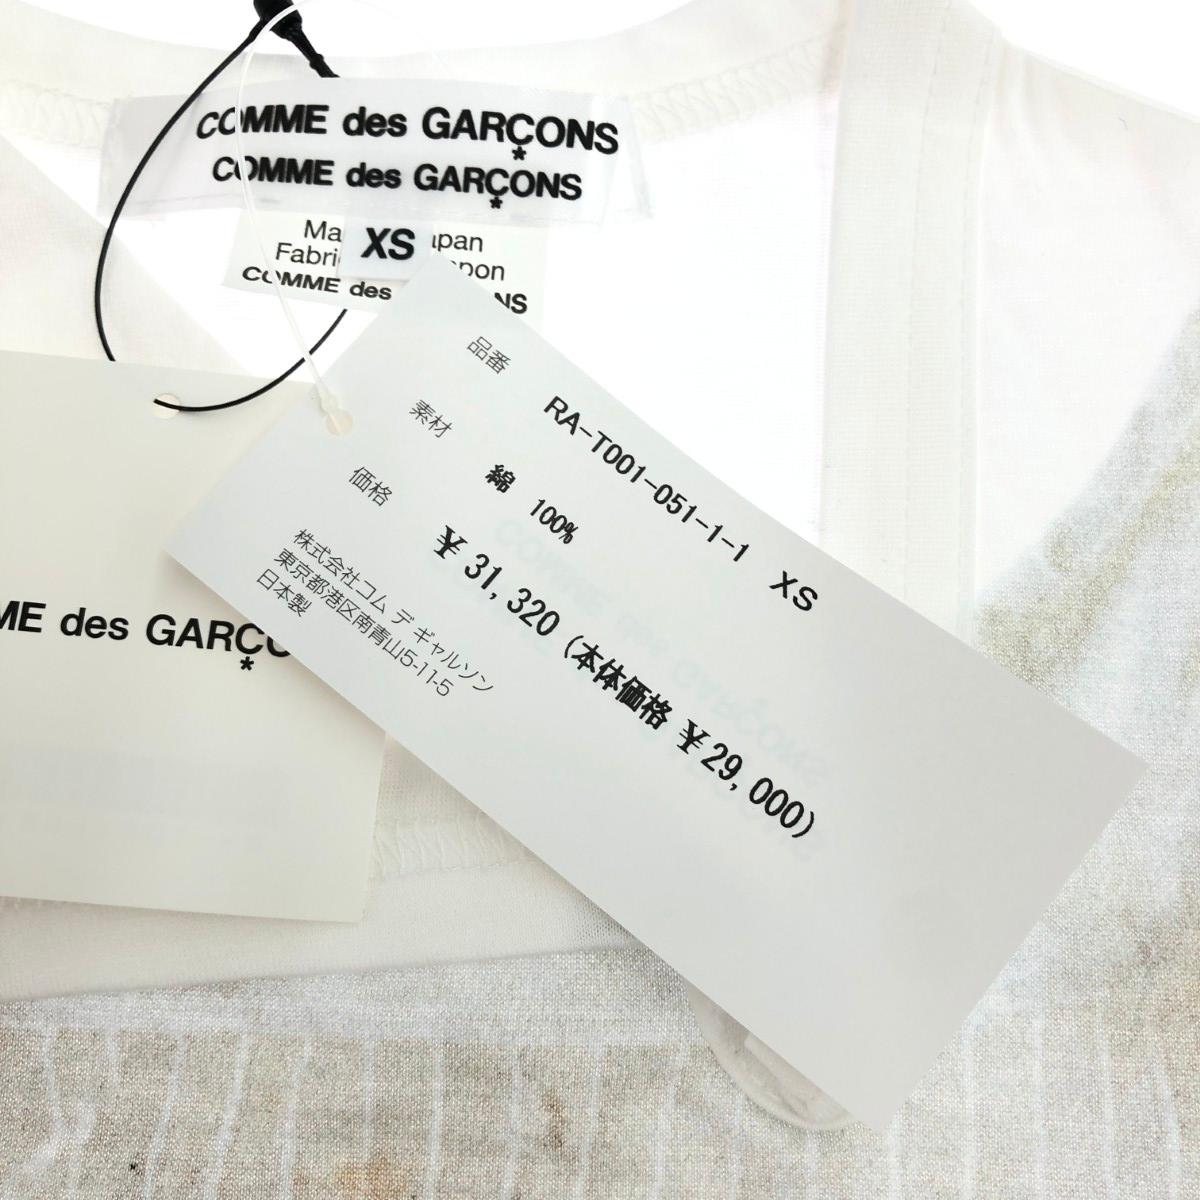 COMME des GARÇONS
COMME des GARÇONS
XS
Ma apan
Fabri pon
COMME des NS
品番 RA-T001-051-1-1 XS
素材 綿 100%
価格 ¥31,320 (本体価格 ¥29,000)
株式会社コム デ ギャルソン
東京都港区南青山5-11-5
日本製
ME des GARÇO